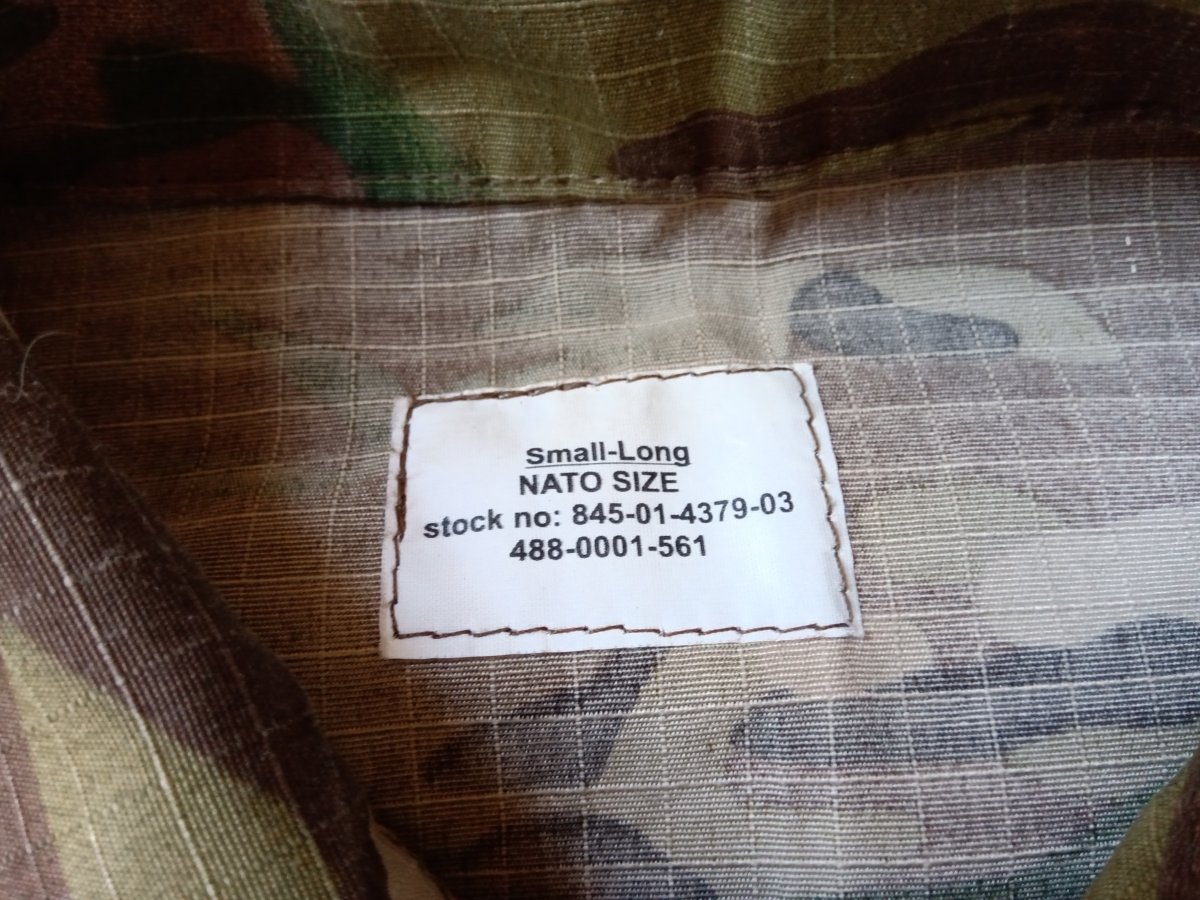 Small-Long
NATO SIZE
stock no: 845-01-4379-03
488-0001-561